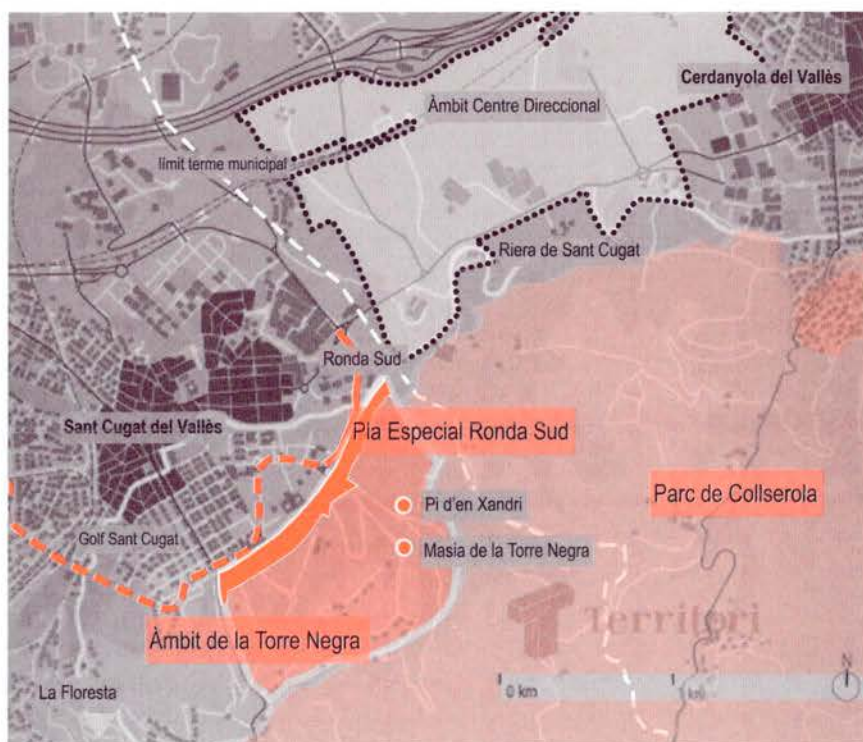 Cerdanyola del Vallès
Àmbit Centre Direccional
límit terme municipal
Riera de Sant Cugat
Ronda Sud
Sant Cugat del Vallès
Pla Especial Ronda Sud
Parc de Collserola
Pi d'en Xandri
Golf Sant Cugat
Masia de la Torre Negra
Territori
Àmbit de la Torre Negra
N
La Floresta
0 km
1 km